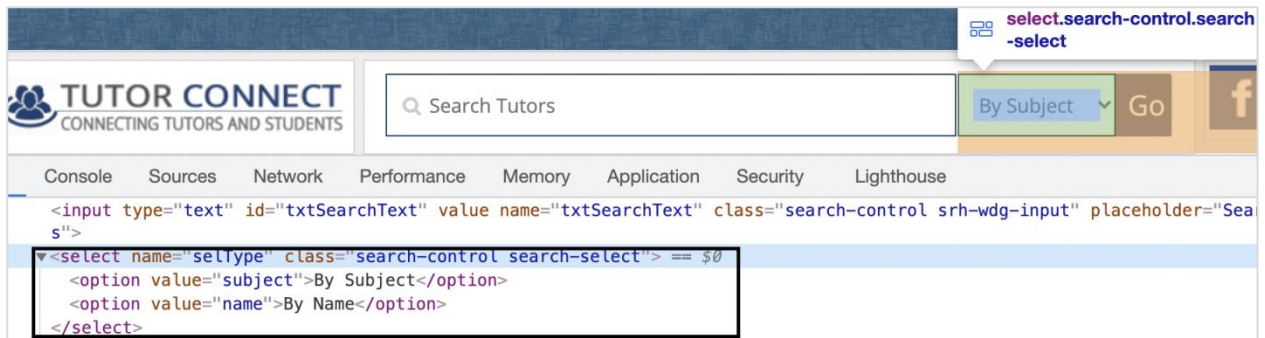 select.search-control.search
-select
TUTOR CONNECT
CONNECTING TUTORS AND STUDENTS
Search Tutors
By Subject
Go
f
Console Sources Network Performance Memory Application Security Lighthouse
<input type="text" id="txtSearchText" value name="txtSearchText" class="search-control srh-wdg-input" placeholder="Sea
s">
▼<select name="selType" class="search-control search-select"> == $0
<option value="subject">By Subject</option>
<option value="name">By Name</option>
</select>